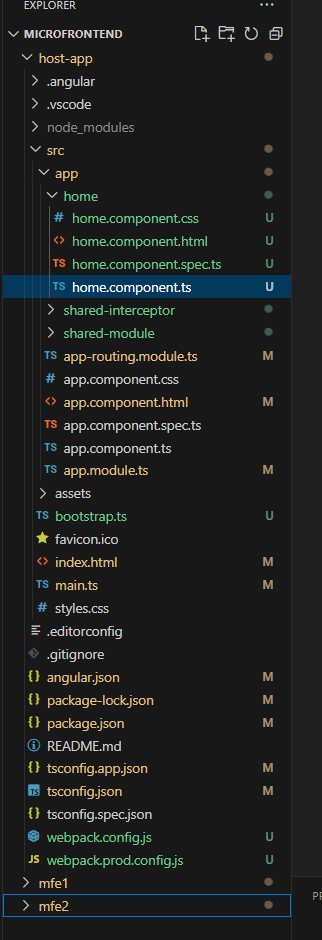 EXPLORER
MICROFRONTEND
host-app
.angular
.vscode
node_modules
src
app
home
# home.component.css U
<> home.component.html U
TS home.component.spec.ts U
TS home.component.ts U
shared-interceptor
shared-module
TS app-routing.module.ts M
# app.component.css
<> app.component.html M
TS app.component.spec.ts
TS app.component.ts
TS app.module.ts M
assets
TS bootstrap.ts U
favicon.ico
<> index.html M
TS main.ts M
# styles.css
.editorconfig
.gitignore
{} angular.json M
{} package-lock.json M
{} package.json M
README.md
{} tsconfig.app.json M
TS tsconfig.json M
{} tsconfig.spec.json
webpack.config.js U
JS webpack.prod.config.js U
mfe1
PR
mfe2